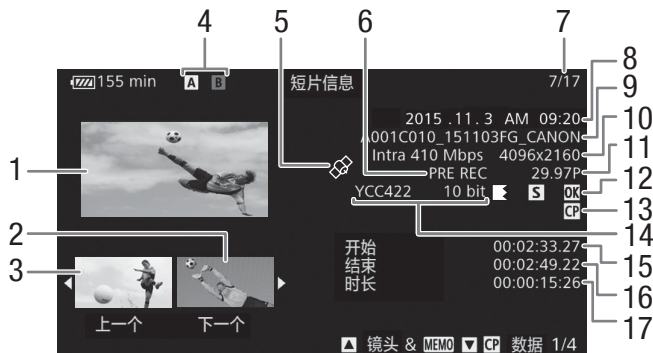 4 5 6 7
155 min A B 短片信息 7/17
8
2015 .11. 3 AM 09:20
9
A001C010_151103FG_CANON
10
Intra 410 Mbps 4096x2160
11
PRE REC 29.97P
12
YCC422 10 bit S OK
CP 13
14
1
2
3
开始 00:02:33.27 15
结束 00:02:49.22 16
时长 00:00:15:26 17
上一个 下一个
镜头 & MEMO CP 数据 1/4